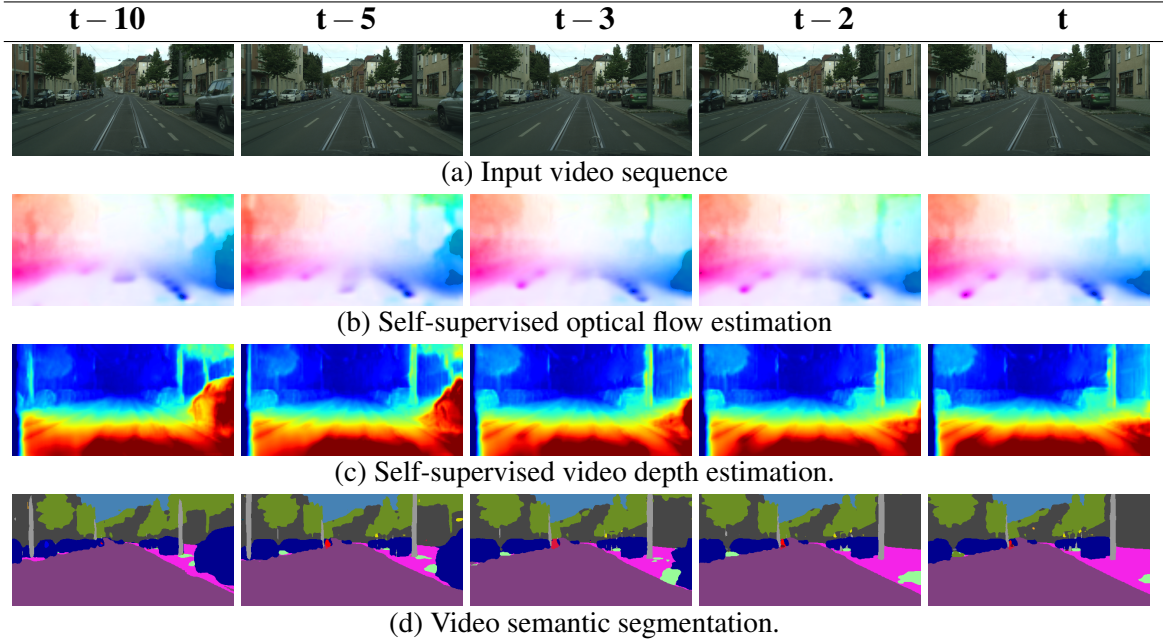 t − 10 t − 5 t − 3 t − 2 t
(a) Input video sequence
(b) Self-supervised optical flow estimation
(c) Self-supervised video depth estimation.
(d) Video semantic segmentation.